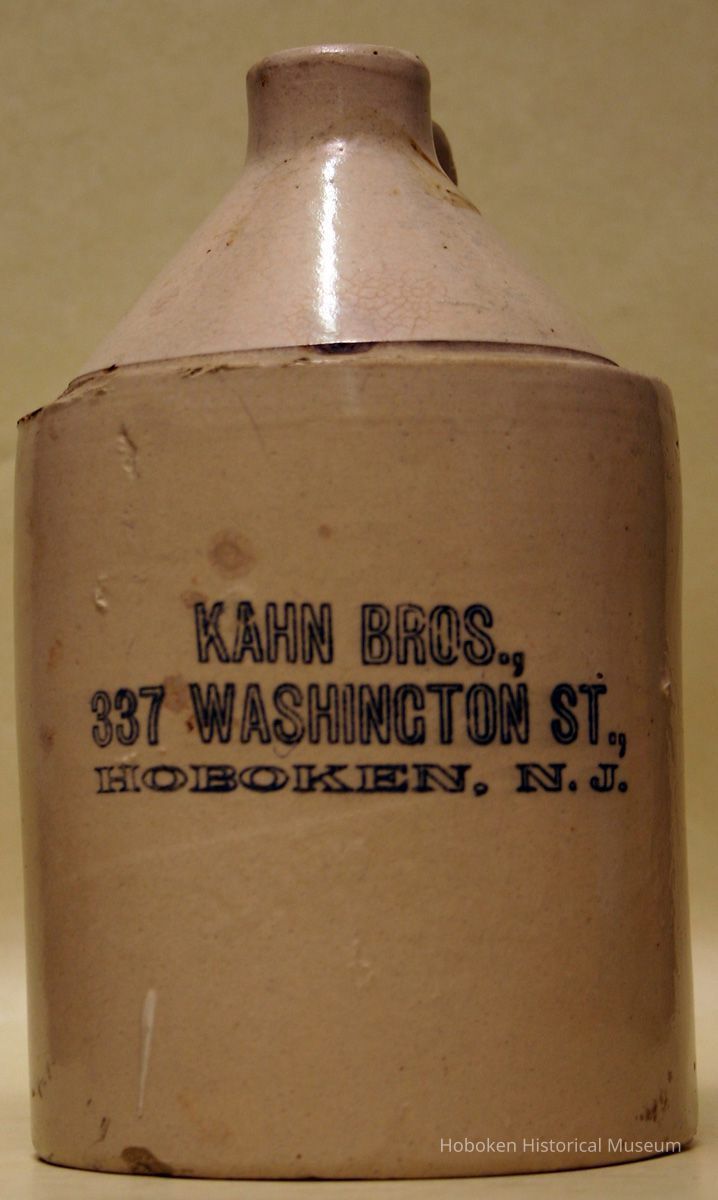 KAHN BROS.,
337 WASHINGTON ST.,
HOBOKEN, N. J.
Hoboken Historical Museum